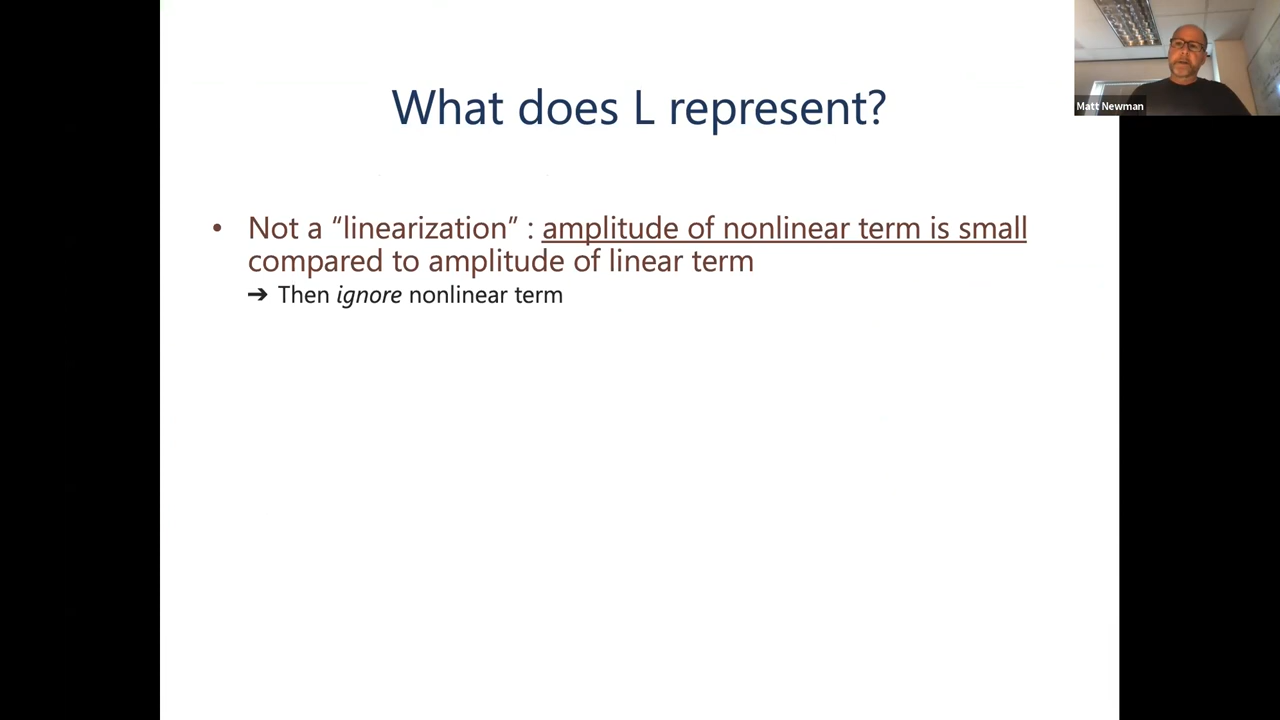 What does L represent?
Matt Newman
• Not a “linearization” : amplitude of nonlinear term is small
compared to amplitude of linear term
➔ Then ignore nonlinear term